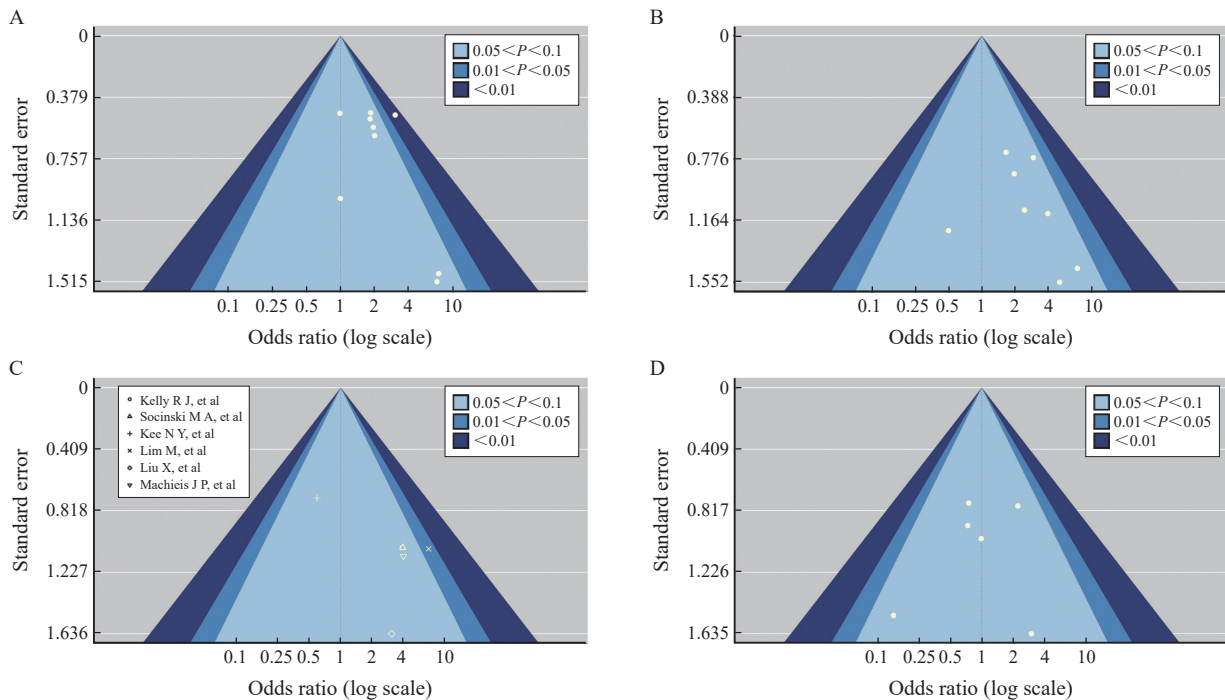 A
Standard error
0
0.379
0.757
1.136
1.515
0.05<P<0.1
0.01<P<0.05
<0.01
0.1 0.25 0.5 1 2 4 10
Odds ratio (log scale)
B
Standard error
0
0.388
0.776
1.164
1.552
0.05<P<0.1
0.01<P<0.05
<0.01
0.1 0.25 0.5 1 2 4 10
Odds ratio (log scale)
C
Standard error
0
0.409
0.818
1.227
1.636
Kelly R J, et al
Socinski M A, et al
Kee N Y, et al
Lim M, et al
Liu X, et al
Machieis J P, et al
0.05<P<0.1
0.01<P<0.05
<0.01
0.1 0.25 0.5 1 2 4 10
Odds ratio (log scale)
D
Standard error
0
0.409
0.817
1.226
1.635
0.05<P<0.1
0.01<P<0.05
<0.01
0.1 0.25 0.5 1 2 4 10
Odds ratio (log scale)